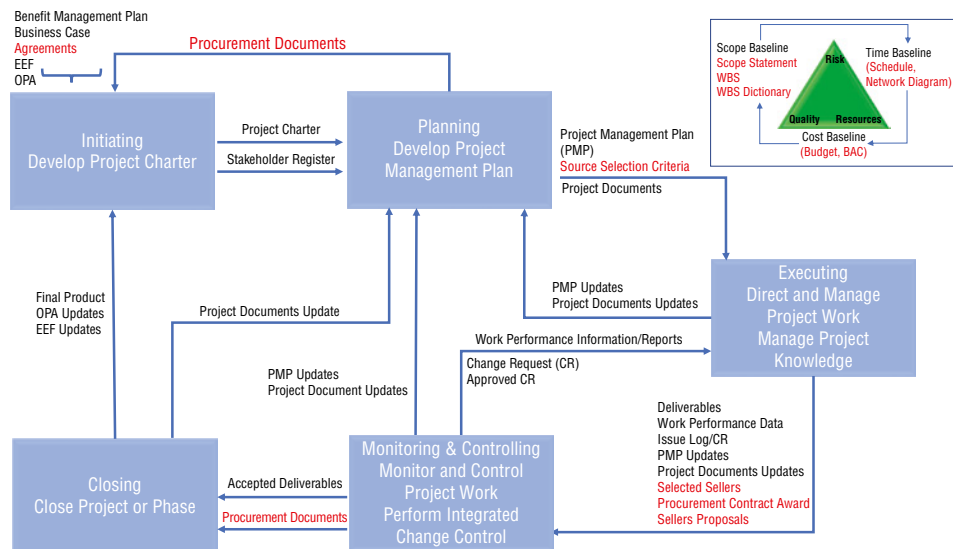 Benefit Management Plan
Business Case
Agreements
EEF
OPA
Procurement Documents
Initiating
Develop Project Charter
Project Charter
Stakeholder Register
Planning
Develop Project
Management Plan
Project Management Plan
(PMP)
Source Selection Criteria
Project Documents
Scope Baseline
Scope Statement
WBS
WBS Dictionary
Risk
Quality
Resources
Time Baseline
(Schedule,
Network Diagram)
Cost Baseline
(Budget, BAC)
Executing
Direct and Manage
Project Work
Manage Project
Knowledge
PMP Updates
Project Documents Updates
Final Product
OPA Updates
EEF Updates
Project Documents Update
Work Performance Information/Reports
Change Request (CR)
Approved CR
PMP Updates
Project Document Updates
Deliverables
Work Performance Data
Issue Log/CR
PMP Updates
Project Documents Updates
Selected Sellers
Procurement Contract Award
Sellers Proposals
Closing
Close Project or Phase
Accepted Deliverables
Procurement Documents
Monitoring & Controlling
Monitor and Control
Project Work
Perform Integrated
Change Control